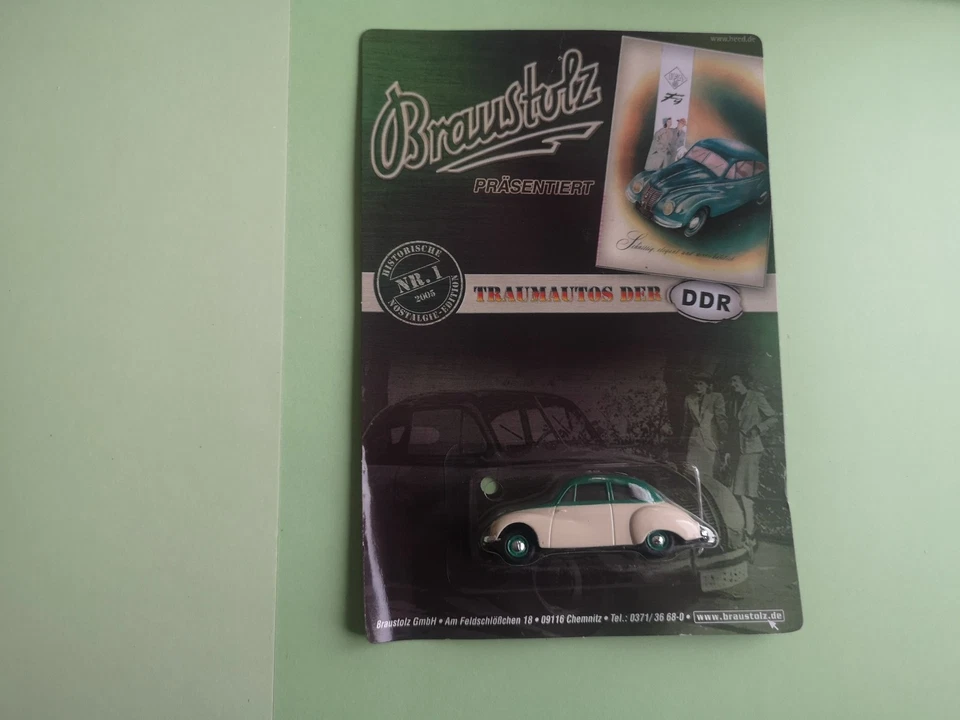 Braustolz
PRÄSENTIERT
HISTORISCHE
NR. 1
2005
NOSTALGIE-EDITION
TRAUMAUTOS DER DDR
Braustolz GmbH • Am Feldschlößchen 18 • 09116 Chemnitz • Tel.: 0371/ 36 68-0 • www.braustolz.de